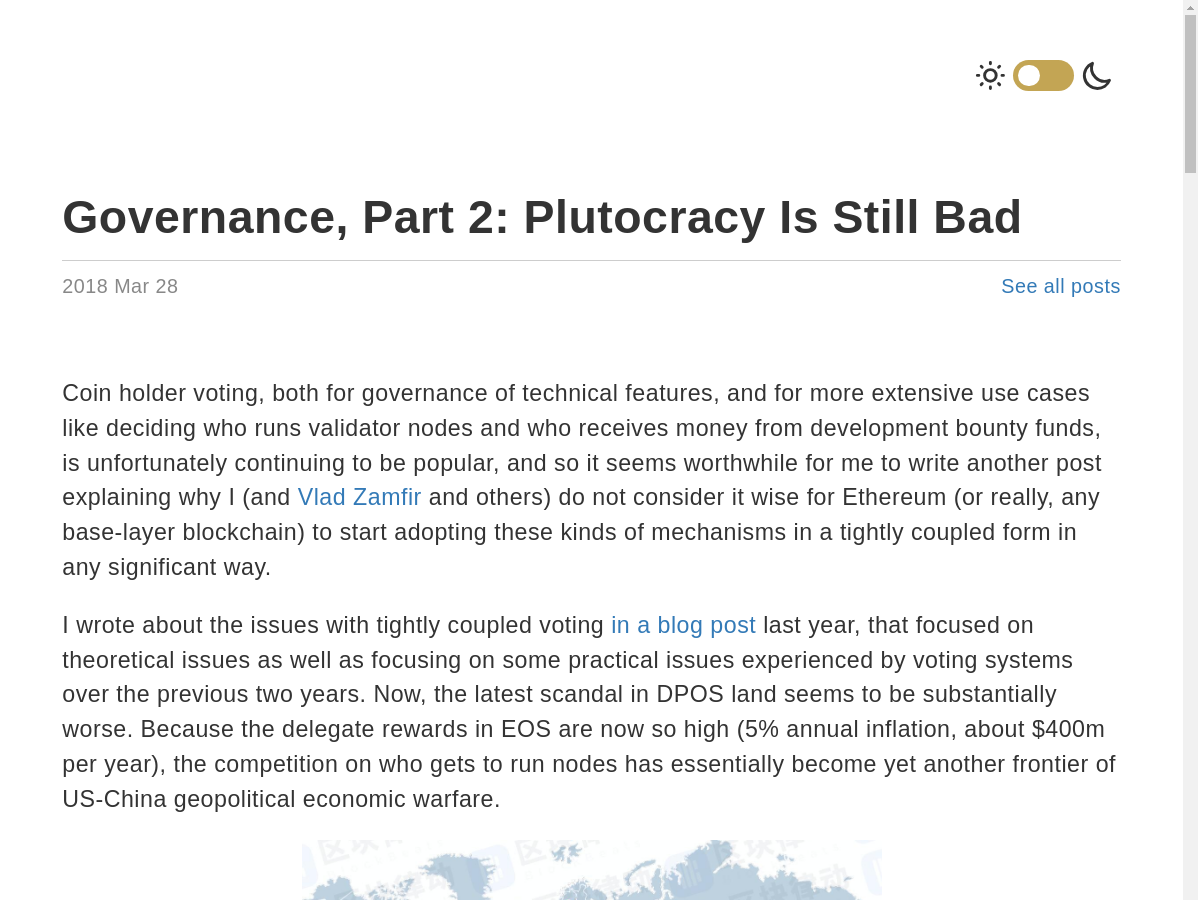 Governance, Part 2: Plutocracy Is Still Bad
2018 Mar 28
See all posts
Coin holder voting, both for governance of technical features, and for more extensive use cases
like deciding who runs validator nodes and who receives money from development bounty funds,
is unfortunately continuing to be popular, and so it seems worthwhile for me to write another post
explaining why I (and Vlad Zamfir and others) do not consider it wise for Ethereum (or really, any
base-layer blockchain) to start adopting these kinds of mechanisms in a tightly coupled form in
any significant way.
I wrote about the issues with tightly coupled voting in a blog post last year, that focused on
theoretical issues as well as focusing on some practical issues experienced by voting systems
over the previous two years. Now, the latest scandal in DPOS land seems to be substantially
worse. Because the delegate rewards in EOS are now so high (5% annual inflation, about $400m
per year), the competition on who gets to run nodes has essentially become yet another frontier of
US-China geopolitical economic warfare.